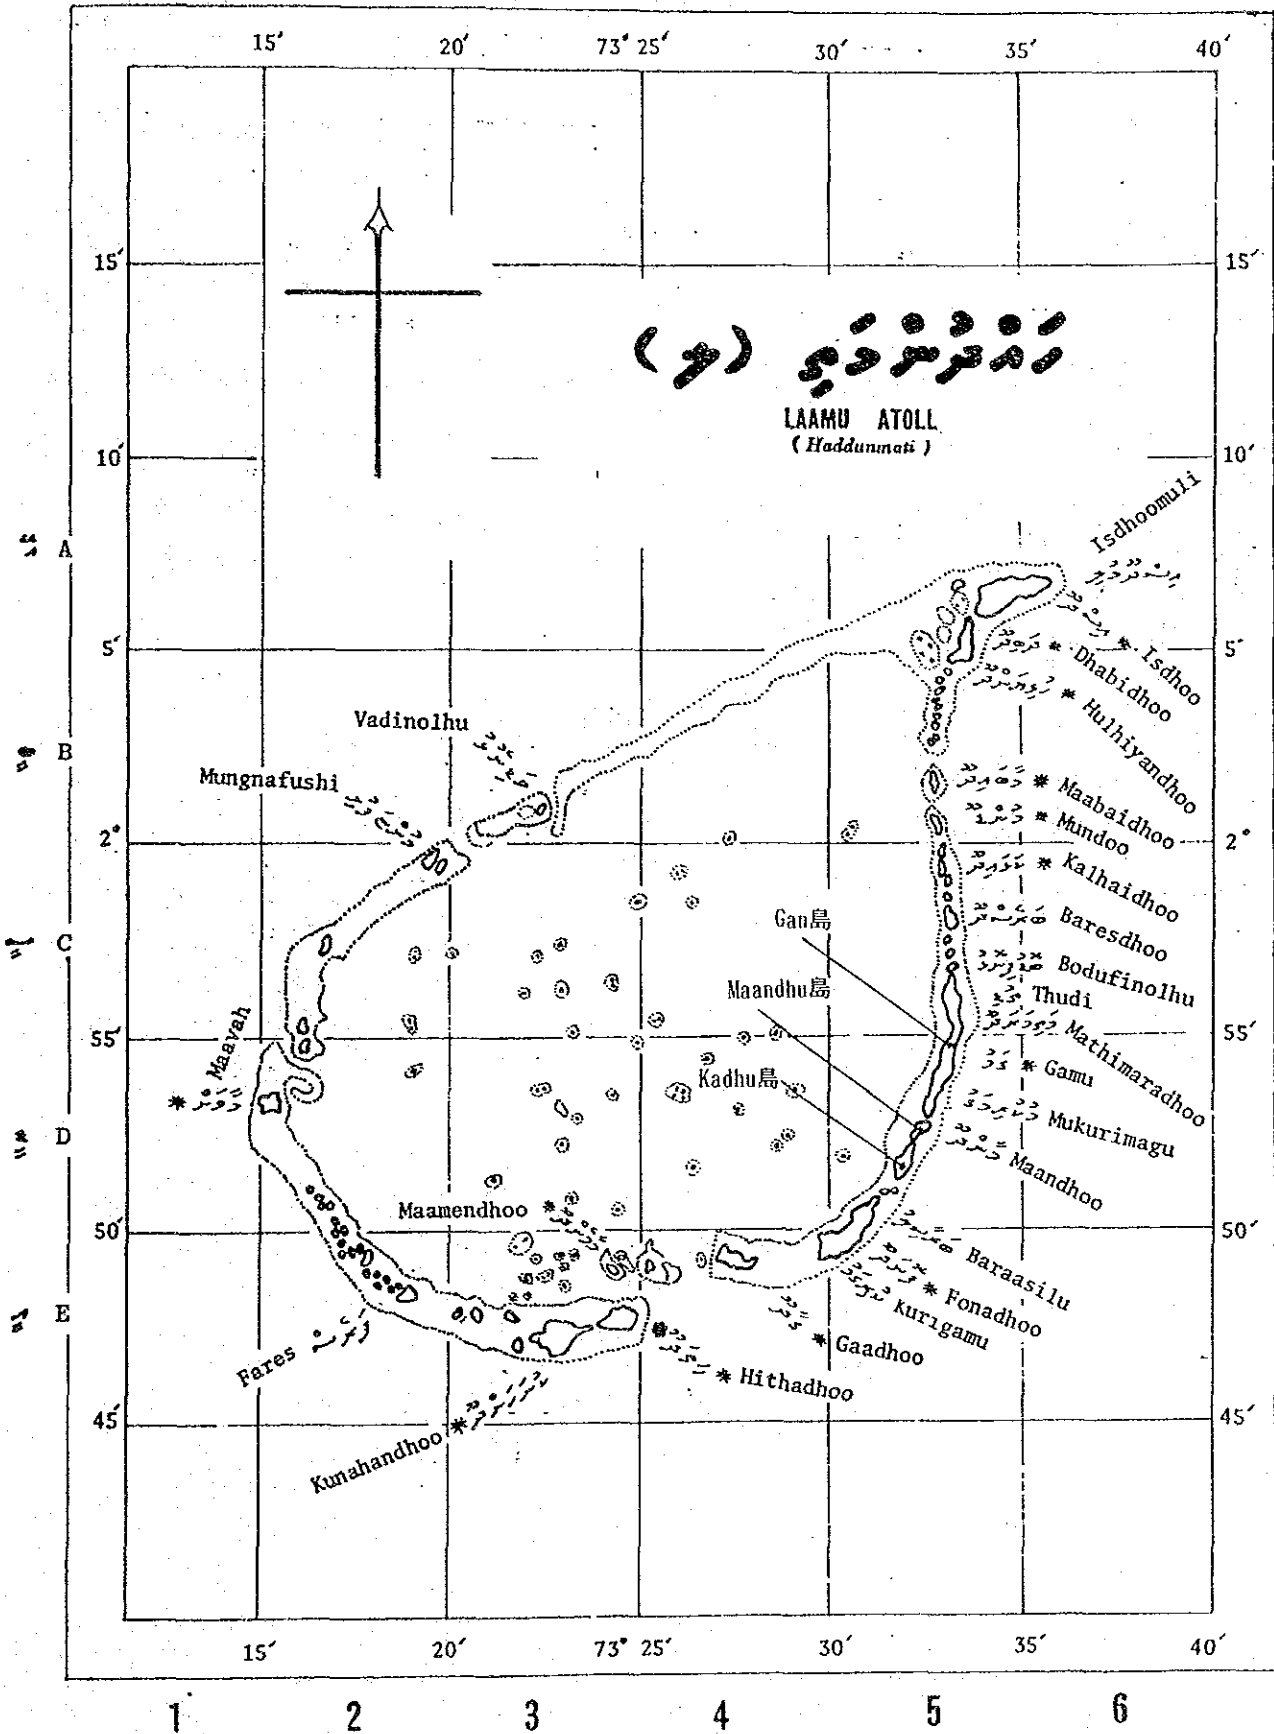 15′ 20′ 73° 25′ 30′ 35′ 40′
15′ 15′
ހައްދުންމަތި (ލ)
LAAMU ATOLL
(Haddunmati)
10′ 10′
Isdhoomuli
އިސްދޫމުލި
A
* Isdhoo
އިސްދޫ
5′ 5′
* Dhabidhoo
* Hulhiyandhoo
Vadinolhu
B
Mungnafushi
* Maabaidhoo
މާބައިދޫ
* Mundoo
މުންޑޫ
2° 2°
* Kalhaidhoo
ކަޅައިދޫ
Gan島
Baresdhoo
ބަރެސްދޫ
C
Bodufinolhu
ބޮޑުފިނޮޅު
Maandhu島
Thudi
Maavah
55′ 55′
Mathimaradhoo
Kadhu島
* Gamu
ގަމު
*
Mukurimagu
މުކުރިމަގު
D
Maandhoo
މާންދޫ
Maamendhoo *
50′ 50′
Baraasilu
* Fonadhoo
Kurigamu
E
* Gaadhoo
ގާދޫ
Fares
ފަރެސް
* Hithadhoo
ހިތަދޫ
Kunahandhoo *
45′ 45′
15′ 20′ 73° 25′ 30′ 35′ 40′
1 2 3 4 5 6